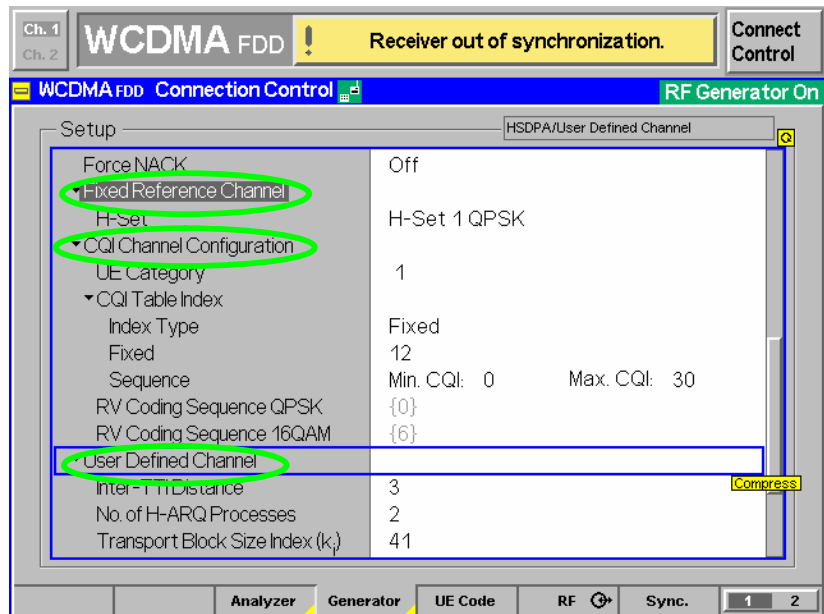 Ch. 1
Ch. 2
WCDMA FDD
!
Receiver out of synchronization.
Connect
Control
WCDMA FDD Connection Control
RF Generator On
Setup
HSDPA/User Defined Channel
Force NACK Off
Fixed Reference Channel
H-Set H-Set 1 QPSK
CQI Channel Configuration
UE Category 1
CQI Table Index
Index Type Fixed
Fixed 12
Sequence Min. CQI: 0 Max. CQI: 30
RV Coding Sequence QPSK {0}
RV Coding Sequence 16QAM {6}
User Defined Channel
Inter-TTI Distance 3
Compress
No. of H-ARQ Processes 2
Transport Block Size Index (ki) 41
Analyzer Generator UE Code RF Sync. 1 2